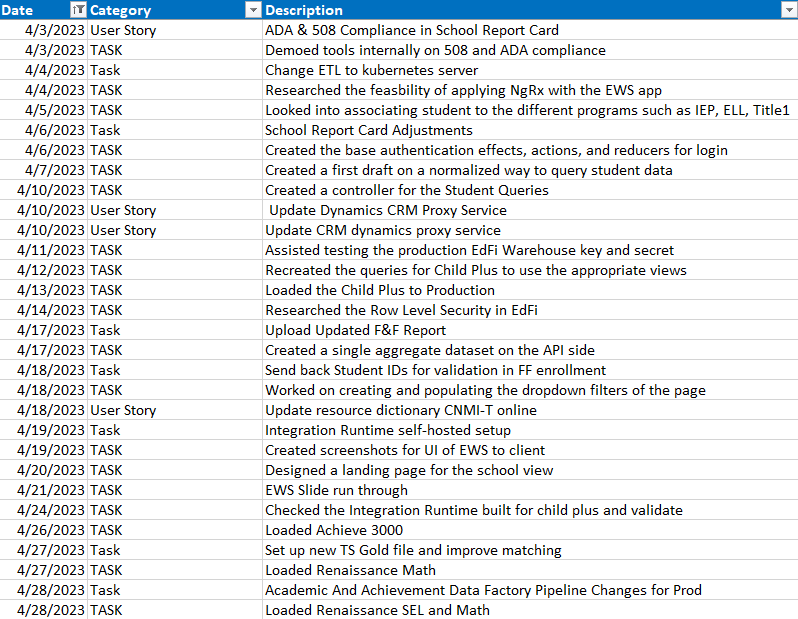 Date Category Description
4/3/2023 User Story ADA & 508 Compliance in School Report Card
4/3/2023 TASK Demoed tools internally on 508 and ADA compliance
4/4/2023 Task Change ETL to kubernetes server
4/4/2023 TASK Researched the feasbility of applying NgRx with the EWS app
4/5/2023 TASK Looked into associating student to the different programs such as IEP, ELL, Title1
4/6/2023 Task School Report Card Adjustments
4/6/2023 TASK Created the base authentication effects, actions, and reducers for login
4/7/2023 TASK Created a first draft on a normalized way to query student data
4/10/2023 TASK Created a controller for the Student Queries
4/10/2023 User Story Update Dynamics CRM Proxy Service
4/10/2023 User Story Update CRM dynamics proxy service
4/11/2023 TASK Assisted testing the production EdFi Warehouse key and secret
4/12/2023 TASK Recreated the queries for Child Plus to use the appropriate views
4/13/2023 TASK Loaded the Child Plus to Production
4/14/2023 TASK Researched the Row Level Security in EdFi
4/17/2023 Task Upload Updated F&F Report
4/17/2023 TASK Created a single aggregate dataset on the API side
4/18/2023 Task Send back Student IDs for validation in FF enrollment
4/18/2023 TASK Worked on creating and populating the dropdown filters of the page
4/18/2023 User Story Update resource dictionary CNMI-T online
4/19/2023 Task Integration Runtime self-hosted setup
4/19/2023 TASK Created screenshots for UI of EWS to client
4/20/2023 TASK Designed a landing page for the school view
4/21/2023 TASK EWS Slide run through
4/24/2023 TASK Checked the Integration Runtime built for child plus and validate
4/26/2023 TASK Loaded Achieve 3000
4/27/2023 Task Set up new TS Gold file and improve matching
4/27/2023 TASK Loaded Renaissance Math
4/28/2023 Task Academic And Achievement Data Factory Pipeline Changes for Prod
4/28/2023 TASK Loaded Renaissance SEL and Math